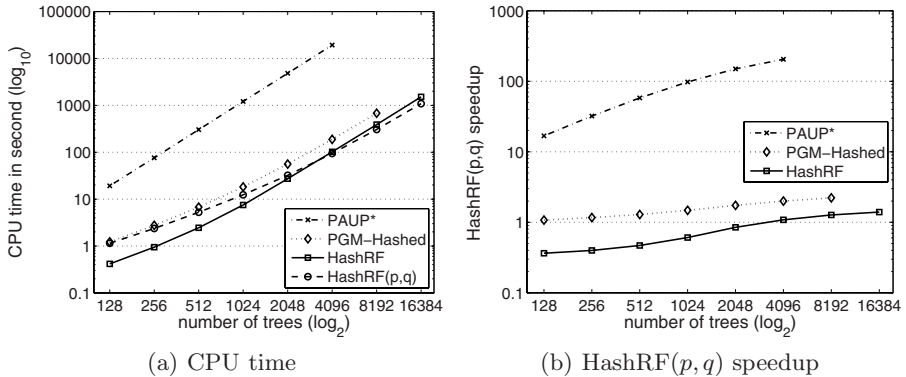 100000
10000
1000
100
10
1
0.1
CPU time in second (log10)
128 256 512 1024 2048 4096 8192 16384
number of trees (log2)
PAUP*
PGM−Hashed
HashRF
HashRF(p,q)
(a) CPU time
1000
100
10
1
0.1
HashRF(p,q) speedup
128 256 512 1024 2048 4096 8192 16384
number of trees (log2)
PAUP*
PGM−Hashed
HashRF
(b) HashRF(p, q) speedup